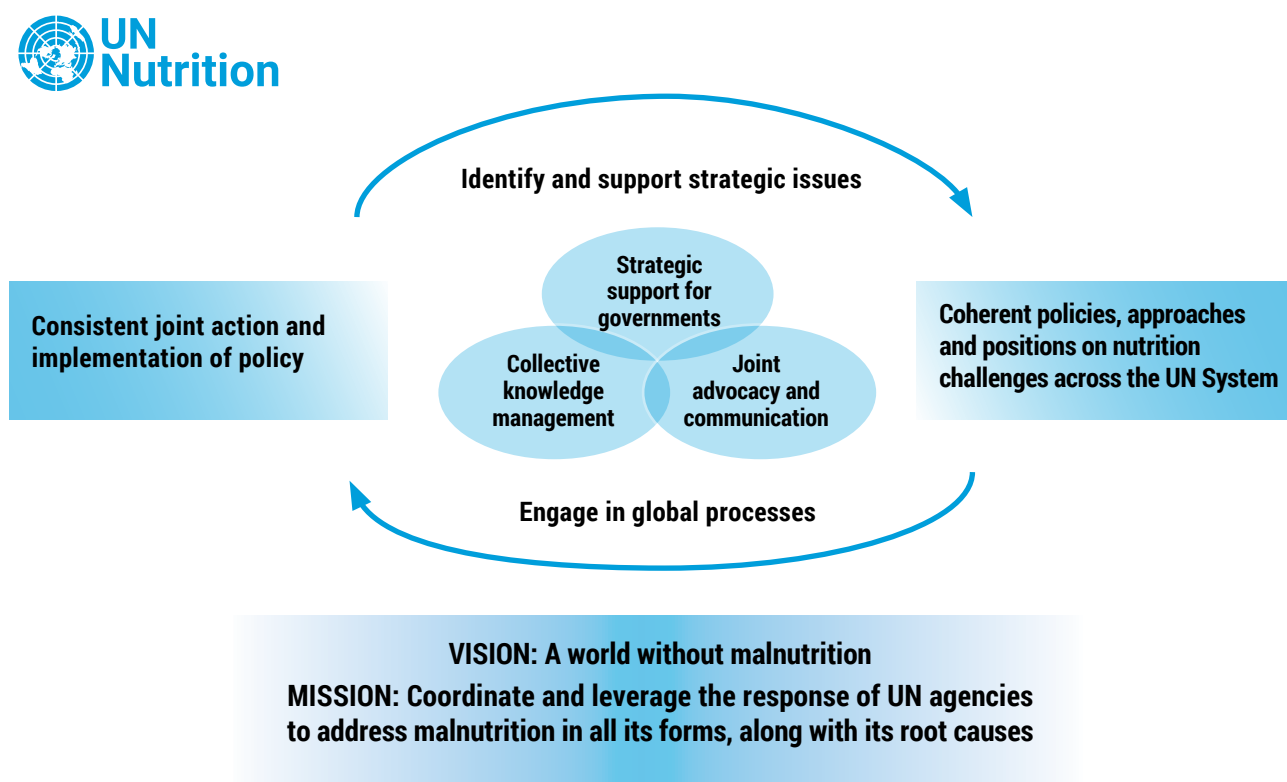 UN
Nutrition
Identify and support strategic issues
Strategic
support for
governments
Consistent joint action and
implementation of policy
Collective
knowledge
management
Joint
advocacy and
communication
Coherent policies, approaches
and positions on nutrition
challenges across the UN System
Engage in global processes
VISION: A world without malnutrition
MISSION: Coordinate and leverage the response of UN agencies
to address malnutrition in all its forms, along with its root causes